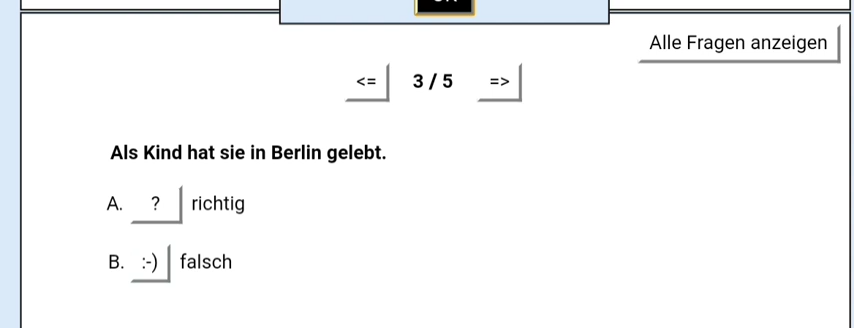 Alle Fragen anzeigen
<= 3 / 5 =>
Als Kind hat sie in Berlin gelebt.
A. ? richtig
B. :-) falsch